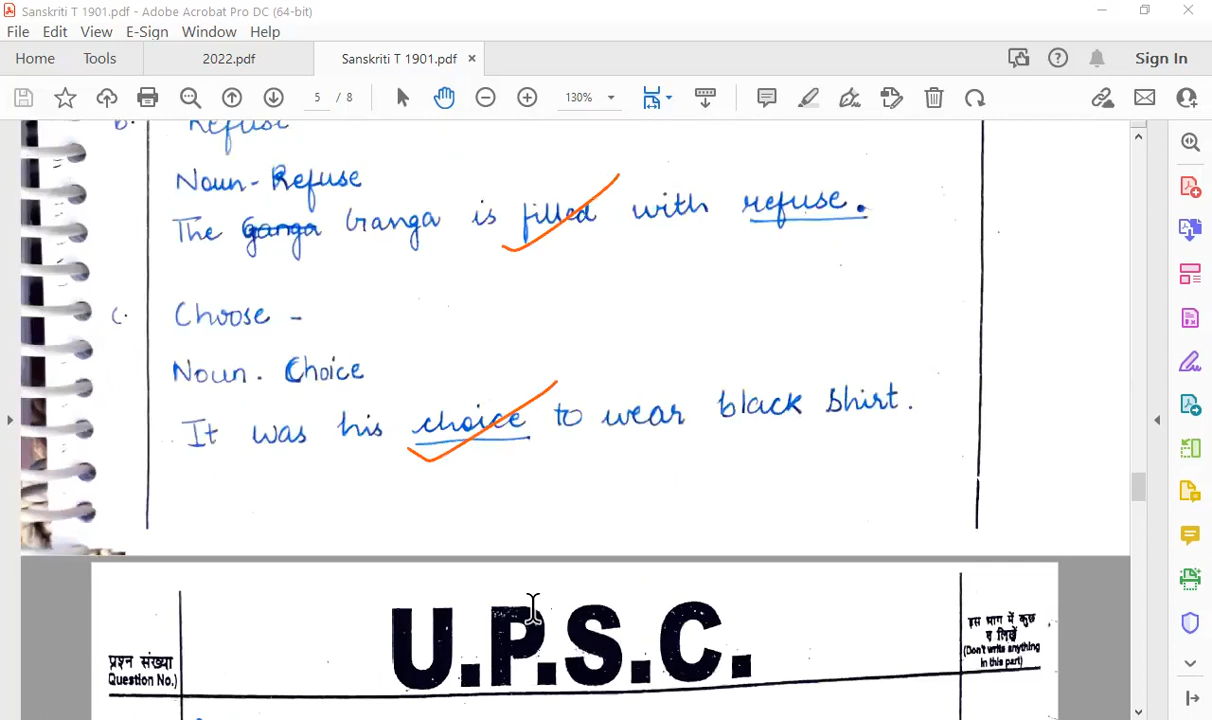 Sanskriti T 1901.pdf - Adobe Acrobat Pro DC (64-bit)
File Edit View E-Sign Window Help
Home Tools 2022.pdf Sanskriti T 1901.pdf × Sign In
5 / 8 130%
b. Refuse
Noun - Refuse
The ganga Ganga is filled with refuse.
c. Choose -
Noun. Choice
It was his choice to wear black shirt.
U.P.S.C.
प्रश्न संख्या
Question No.)
इस भाग में कुछ
न लिखें
(Don't write anything
in this part)